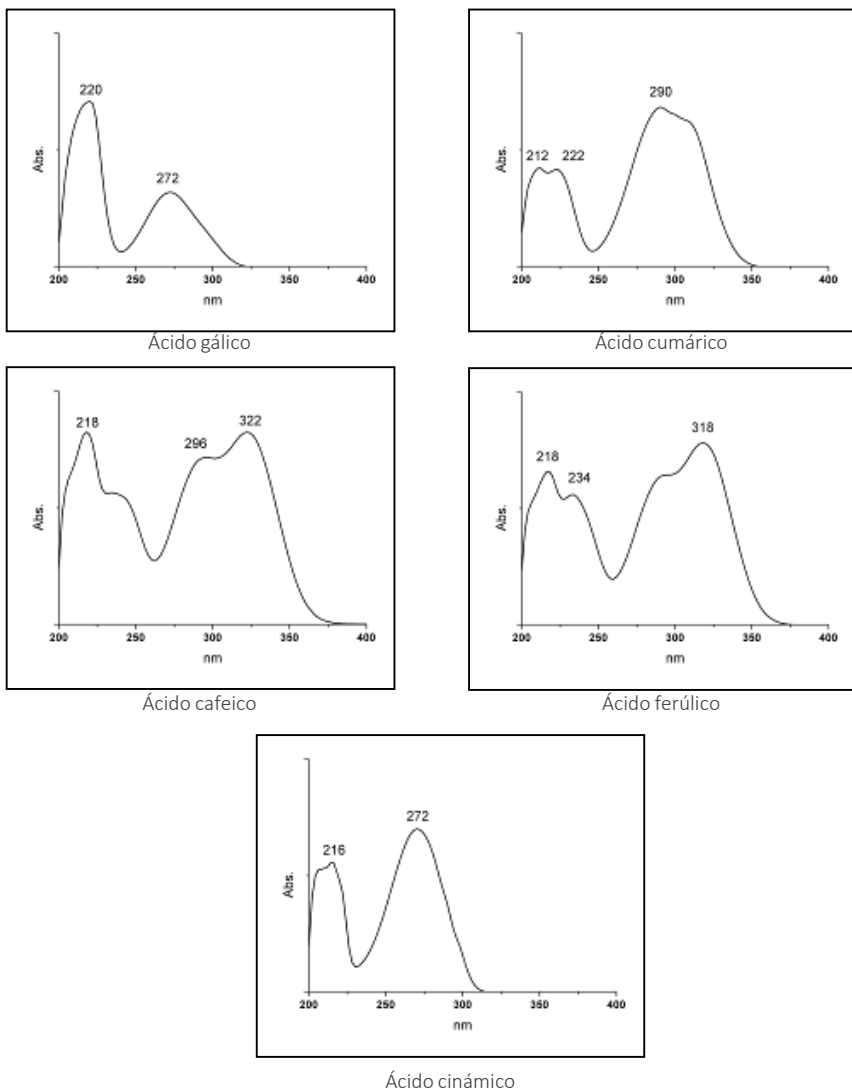 220
272
Abs.
200 250 300 350 400
nm
Ácido gálico
290
212 222
Abs.
200 250 300 350 400
nm
Ácido cumárico
218
296
322
Abs.
200 250 300 350 400
nm
Ácido cafeico
318
218
234
Abs.
200 250 300 350 400
nm
Ácido ferúlico
272
216
Abs.
200 250 300 350 400
nm
Ácido cinámico